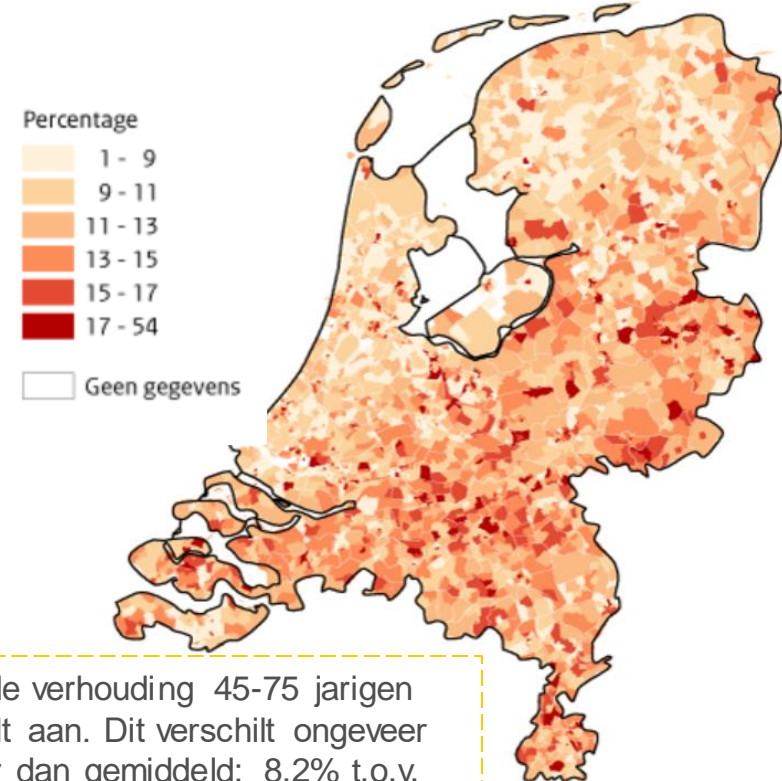 Percentage
1 - 9
9 - 11
11 - 13
13 - 15
15 - 17
17 - 54
Geen gegevens
verhouding 45-75 jarigen
aan. Dit verschilt ongeveer
dan gemiddeld: 8,2% t.o.v.